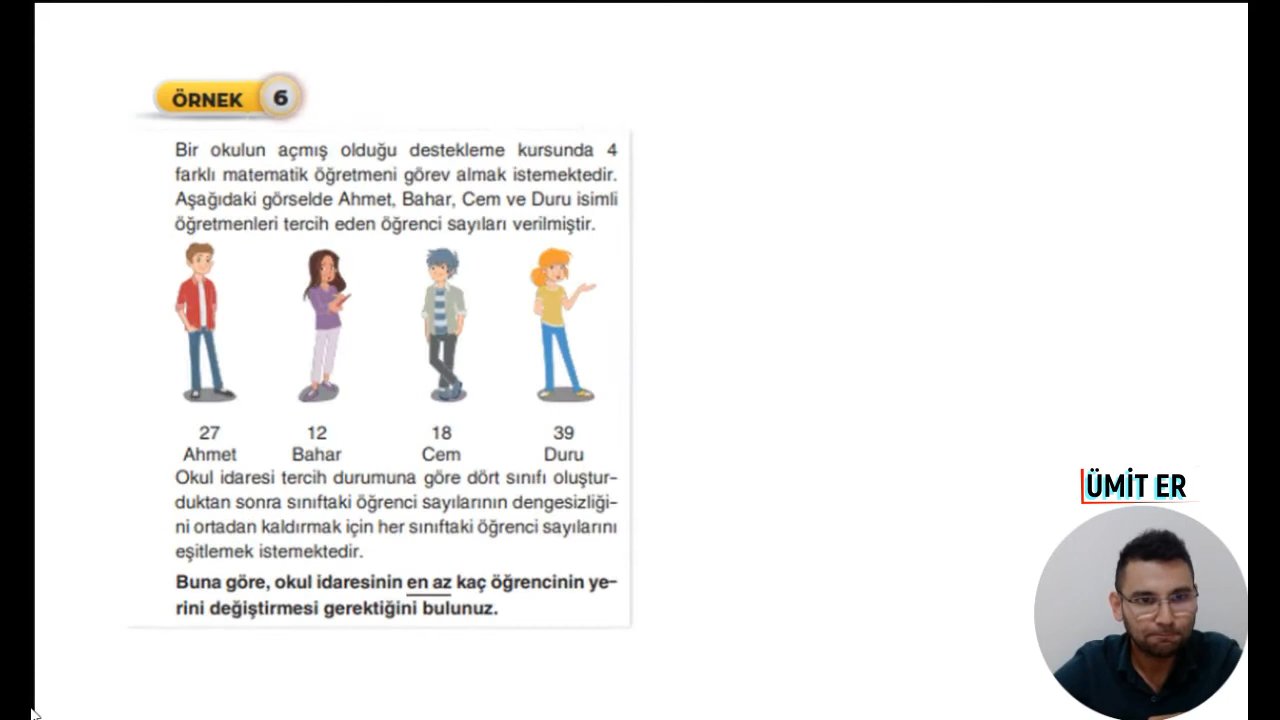 ÖRNEK 6
Bir okulun açmış olduğu destekleme kursunda 4
farklı matematik öğretmeni görev almak istemektedir.
Aşağıdaki görselde Ahmet, Bahar, Cem ve Duru isimli
öğretmenleri tercih eden öğrenci sayıları verilmiştir.
27 12 18 39
Ahmet Bahar Cem Duru
Okul idaresi tercih durumuna göre dört sınıfı oluştur-
duktan sonra sınıftaki öğrenci sayılarının dengesizliği-
ni ortadan kaldırmak için her sınıftaki öğrenci sayılarını
eşitlemek istemektedir.
Buna göre, okul idaresinin en az kaç öğrencinin ye-
rini değiştirmesi gerektiğini bulunuz.
ÜMİT ER